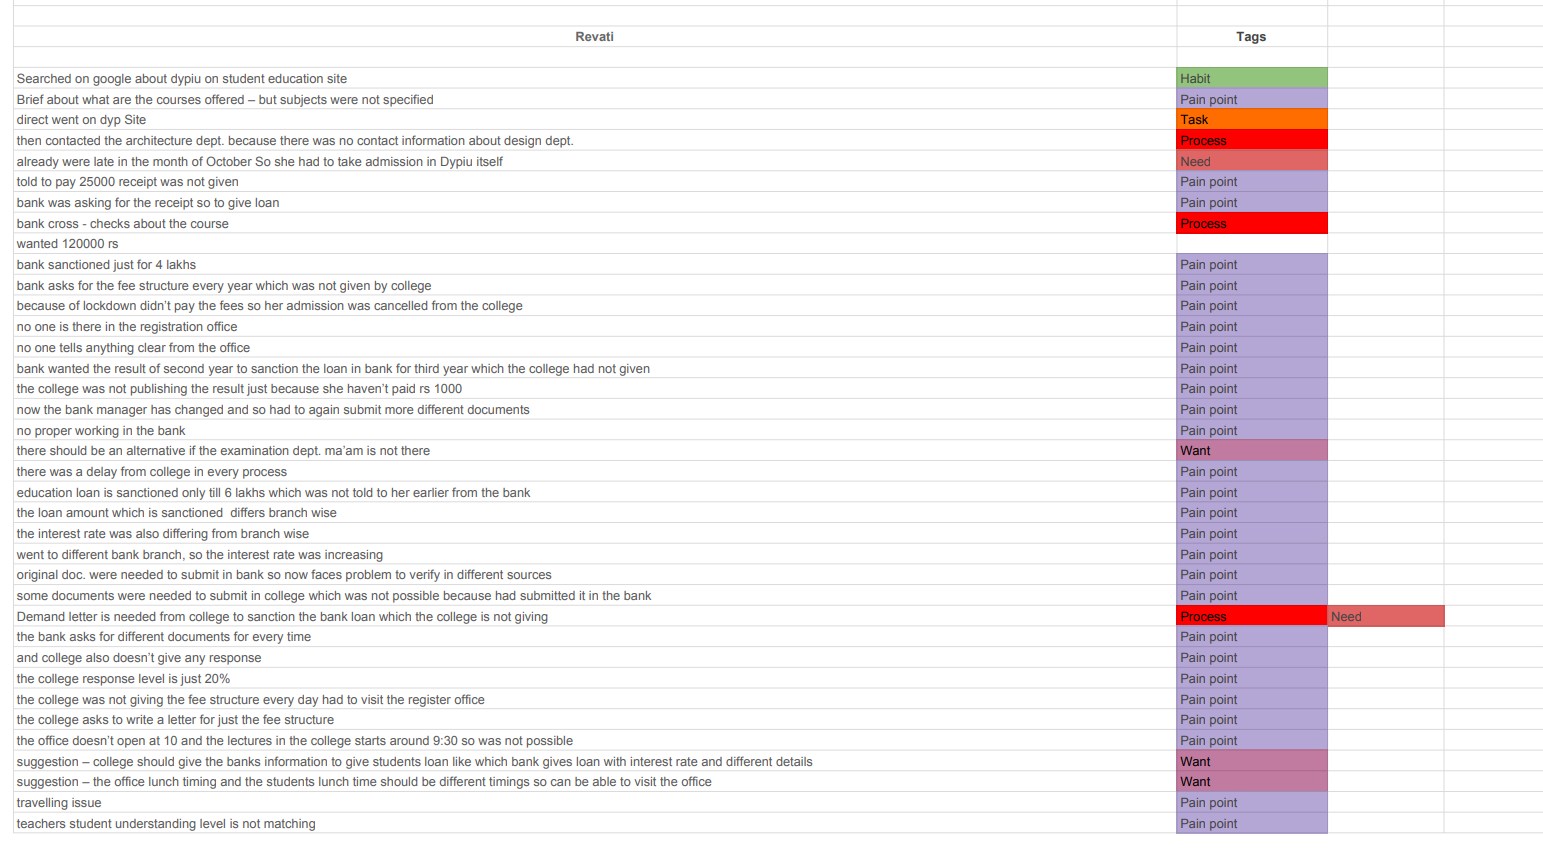 Revati Tags
Searched on google about dypiu on student education site Habit
Brief about what are the courses offered – but subjects were not specified Pain point
direct went on dyp Site Task
then contacted the architecture dept. because there was no contact information about design dept. Process
already were late in the month of October So she had to take admission in Dypiu itself Need
told to pay 25000 receipt was not given Pain point
bank was asking for the receipt so to give loan Pain point
bank cross - checks about the course Process
wanted 120000 rs
bank sanctioned just for 4 lakhs Pain point
bank asks for the fee structure every year which was not given by college Pain point
because of lockdown didn’t pay the fees so her admission was cancelled from the college Pain point
no one is there in the registration office Pain point
no one tells anything clear from the office Pain point
bank wanted the result of second year to sanction the loan in bank for third year which the college had not given Pain point
the college was not publishing the result just because she haven’t paid rs 1000 Pain point
now the bank manager has changed and so had to again submit more different documents Pain point
no proper working in the bank Pain point
there should be an alternative if the examination dept. ma’am is not there Want
there was a delay from college in every process Pain point
education loan is sanctioned only till 6 lakhs which was not told to her earlier from the bank Pain point
the loan amount which is sanctioned  differs branch wise Pain point
the interest rate was also differing from branch wise Pain point
went to different bank branch, so the interest rate was increasing Pain point
original doc. were needed to submit in bank so now faces problem to verify in different sources Pain point
some documents were needed to submit in college which was not possible because had submitted it in the bank Pain point
Demand letter is needed from college to sanction the bank loan which the college is not giving Process Need
the bank asks for different documents for every time Pain point
and college also doesn’t give any response Pain point
the college response level is just 20% Pain point
the college was not giving the fee structure every day had to visit the register office Pain point
the college asks to write a letter for just the fee structure Pain point
the office doesn’t open at 10 and the lectures in the college starts around 9:30 so was not possible Pain point
suggestion – college should give the banks information to give students loan like which bank gives loan with interest rate and different details Want
suggestion – the office lunch timing and the students lunch time should be different timings so can be able to visit the office Want
travelling issue Pain point
teachers student understanding level is not matching Pain point